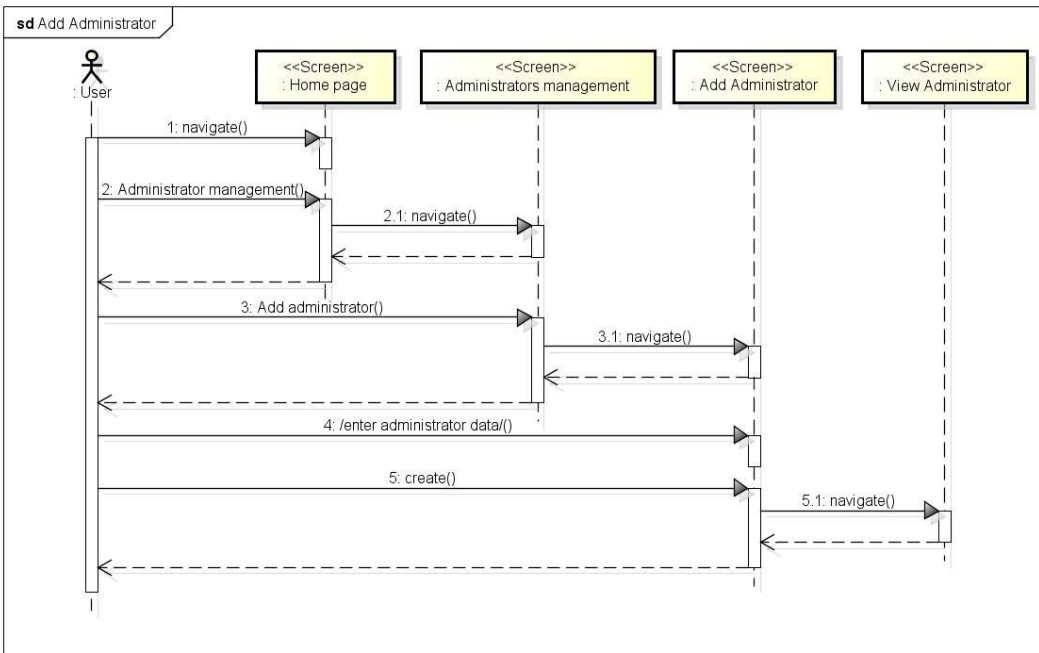 sd Add Administrator
: User
<<Screen>>
: Home page
<<Screen>>
: Administrators management
<<Screen>>
: Add Administrator
<<Screen>>
: View Administrator
1: navigate()
2: Administrator management()
2.1: navigate()
3: Add administrator()
3.1: navigate()
4: /enter administrator data/()
5: create()
5.1: navigate()